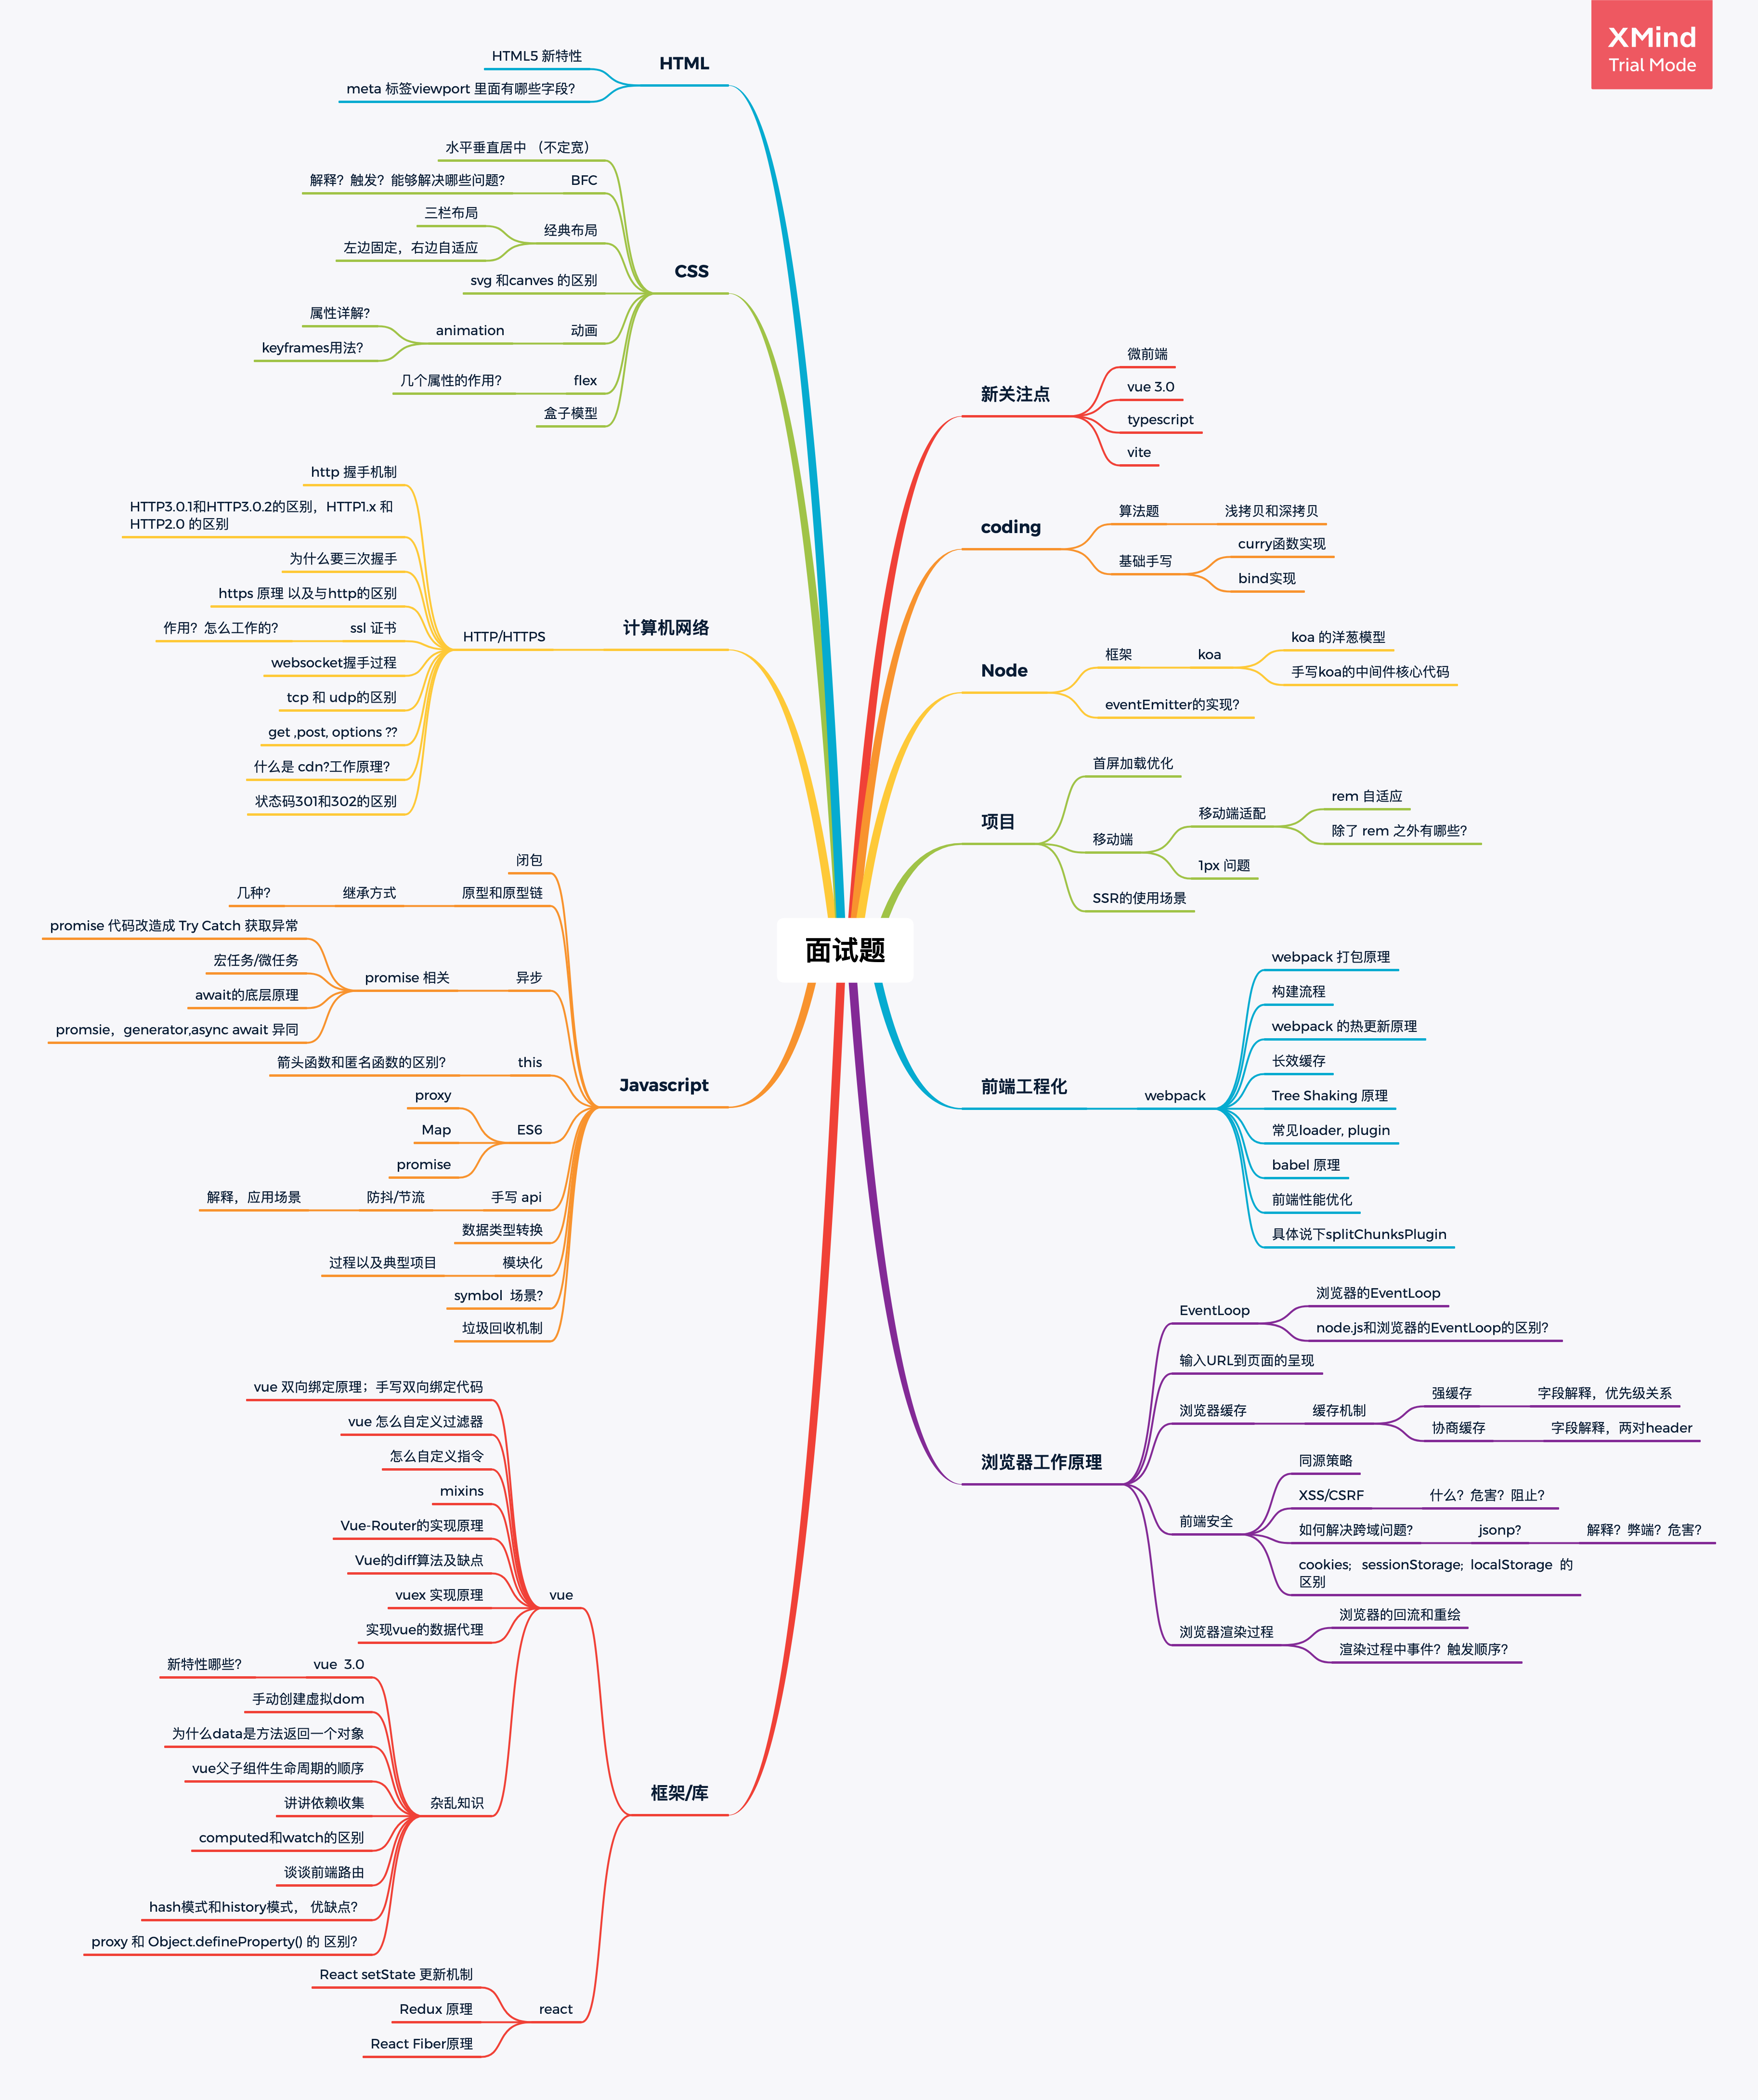 XMind
Trial Mode
面试题
HTML
HTML5 新特性
meta 标签viewport 里面有哪些字段?
CSS
水平垂直居中 （不定宽）
BFC
解释？触发？能够解决哪些问题?
经典布局
三栏布局
左边固定，右边自适应
svg 和canves 的区别
动画
animation
属性详解?
keyframes用法?
flex
几个属性的作用?
盒子模型
计算机网络
HTTP/HTTPS
http 握手机制
HTTP3.0.1和HTTP3.0.2的区别，HTTP1.x 和
HTTP2.0 的区别
为什么要三次握手
https 原理 以及与http的区别
ssl 证书
作用？怎么工作的?
websocket握手过程
tcp 和 udp的区别
get ,post, options ??
什么是 cdn?工作原理?
状态码301和302的区别
Javascript
闭包
原型和原型链
继承方式
几种?
异步
promise 相关
promise 代码改造成 Try Catch 获取异常
宏任务/微任务
await的底层原理
promsie，generator,async await 异同
this
箭头函数和匿名函数的区别?
ES6
proxy
Map
promise
手写 api
防抖/节流
解释，应用场景
数据类型转换
模块化
过程以及典型项目
symbol 场景?
垃圾回收机制
框架/库
vue
vue 双向绑定原理；手写双向绑定代码
vue 怎么自定义过滤器
怎么自定义指令
mixins
Vue-Router的实现原理
Vue的diff算法及缺点
vuex 实现原理
实现vue的数据代理
杂乱知识
vue 3.0
新特性哪些?
手动创建虚拟dom
为什么data是方法返回一个对象
vue父子组件生命周期的顺序
讲讲依赖收集
computed和watch的区别
谈谈前端路由
hash模式和history模式， 优缺点?
proxy 和 Object.defineProperty() 的 区别?
react
React setState 更新机制
Redux 原理
React Fiber原理
新关注点
微前端
vue 3.0
typescript
vite
coding
算法题
浅拷贝和深拷贝
基础手写
curry函数实现
bind实现
Node
框架
koa
koa 的洋葱模型
手写koa的中间件核心代码
eventEmitter的实现?
项目
首屏加载优化
移动端
移动端适配
rem 自适应
除了 rem 之外有哪些?
1px 问题
SSR的使用场景
前端工程化
webpack
webpack 打包原理
构建流程
webpack 的热更新原理
长效缓存
Tree Shaking 原理
常见loader, plugin
babel 原理
前端性能优化
具体说下splitChunksPlugin
浏览器工作原理
EventLoop
浏览器的EventLoop
node.js和浏览器的EventLoop的区别?
输入URL到页面的呈现
浏览器缓存
缓存机制
强缓存
字段解释，优先级关系
协商缓存
字段解释，两对header
前端安全
同源策略
XSS/CSRF
什么？危害？阻止?
如何解决跨域问题?
jsonp?
解释？弊端？危害?
cookies; sessionStorage; localStorage 的
区别
浏览器渲染过程
浏览器的回流和重绘
渲染过程中事件？触发顺序?